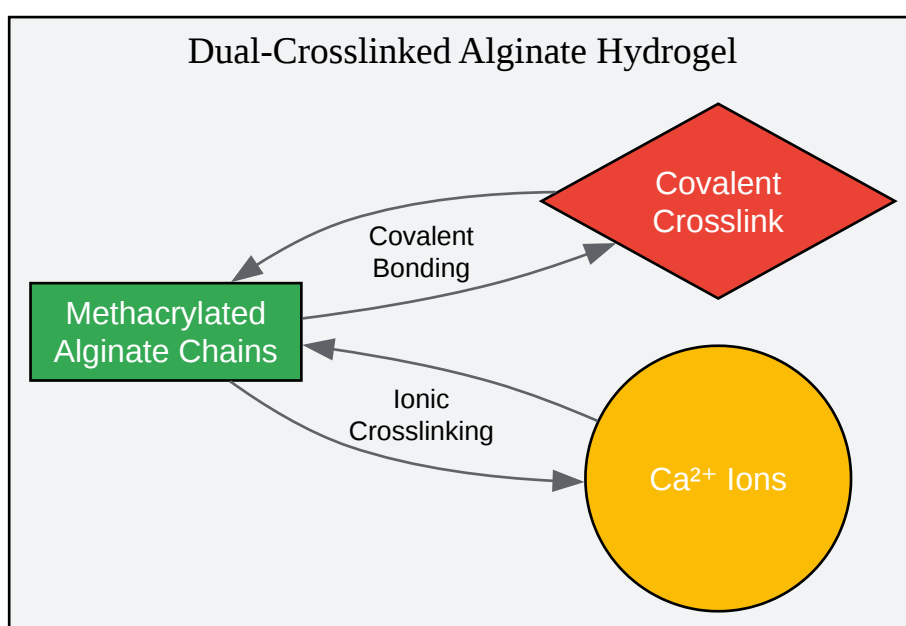 Dual-Crosslinked Alginate Hydrogel
Covalent
Crosslink
Covalent
Bonding
Methacrylated
Alginate Chains
Ionic
Crosslinking
Ca²⁺ Ions